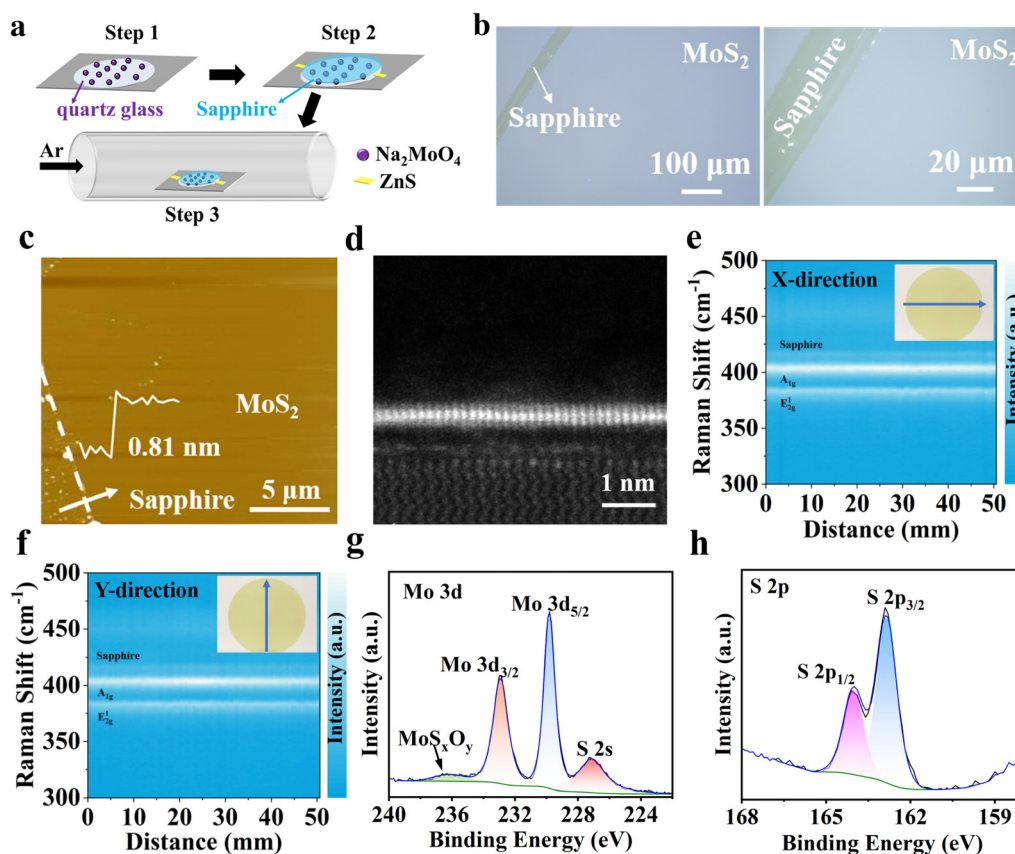 a
Step 1
Step 2
quartz glass
Sapphire
Ar
Na₂MoO₄
ZnS
Step 3
b
MoS₂
Sapphire
100 μm
MoS₂
Sapphire
20 μm
c
MoS₂
0.81 nm
Sapphire
5 μm
d
1 nm
e
500
450
400
350
300
Raman Shift (cm⁻¹)
X-direction
Sapphire
A₁g
E¹₂g
0 10 20 30 40 50
Distance (mm)
Intensity (a.u.)
f
500
450
400
350
300
Raman Shift (cm⁻¹)
Y-direction
Sapphire
A₁g
E¹₂g
0 10 20 30 40 50
Distance (mm)
Intensity (a.u.)
g
Mo 3d
Mo 3d₅/₂
Mo 3d₃/₂
MoSₓOᵧ
S 2s
Intensity (a.u.)
240 236 232 228 224
Binding Energy (eV)
h
S 2p
S 2p₃/₂
S 2p₁/₂
Intensity (a.u.)
168 165 162 159
Binding Energy (eV)